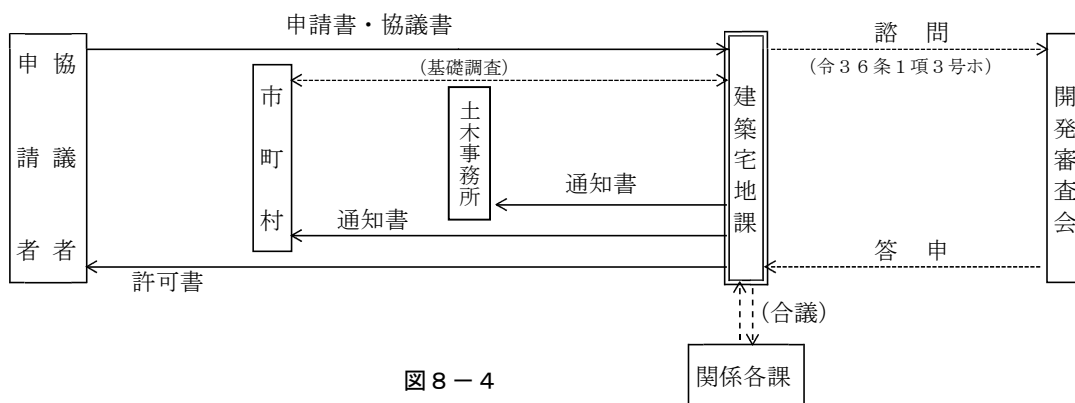 申請書・協議書
諮問
(令36条1項3号ホ)
(基礎調査)
申請者
協議者
市町村
土木事務所
建築宅地課
開発審査会
通知書
通知書
許可書
答申
(合議)
関係各課
図8-4